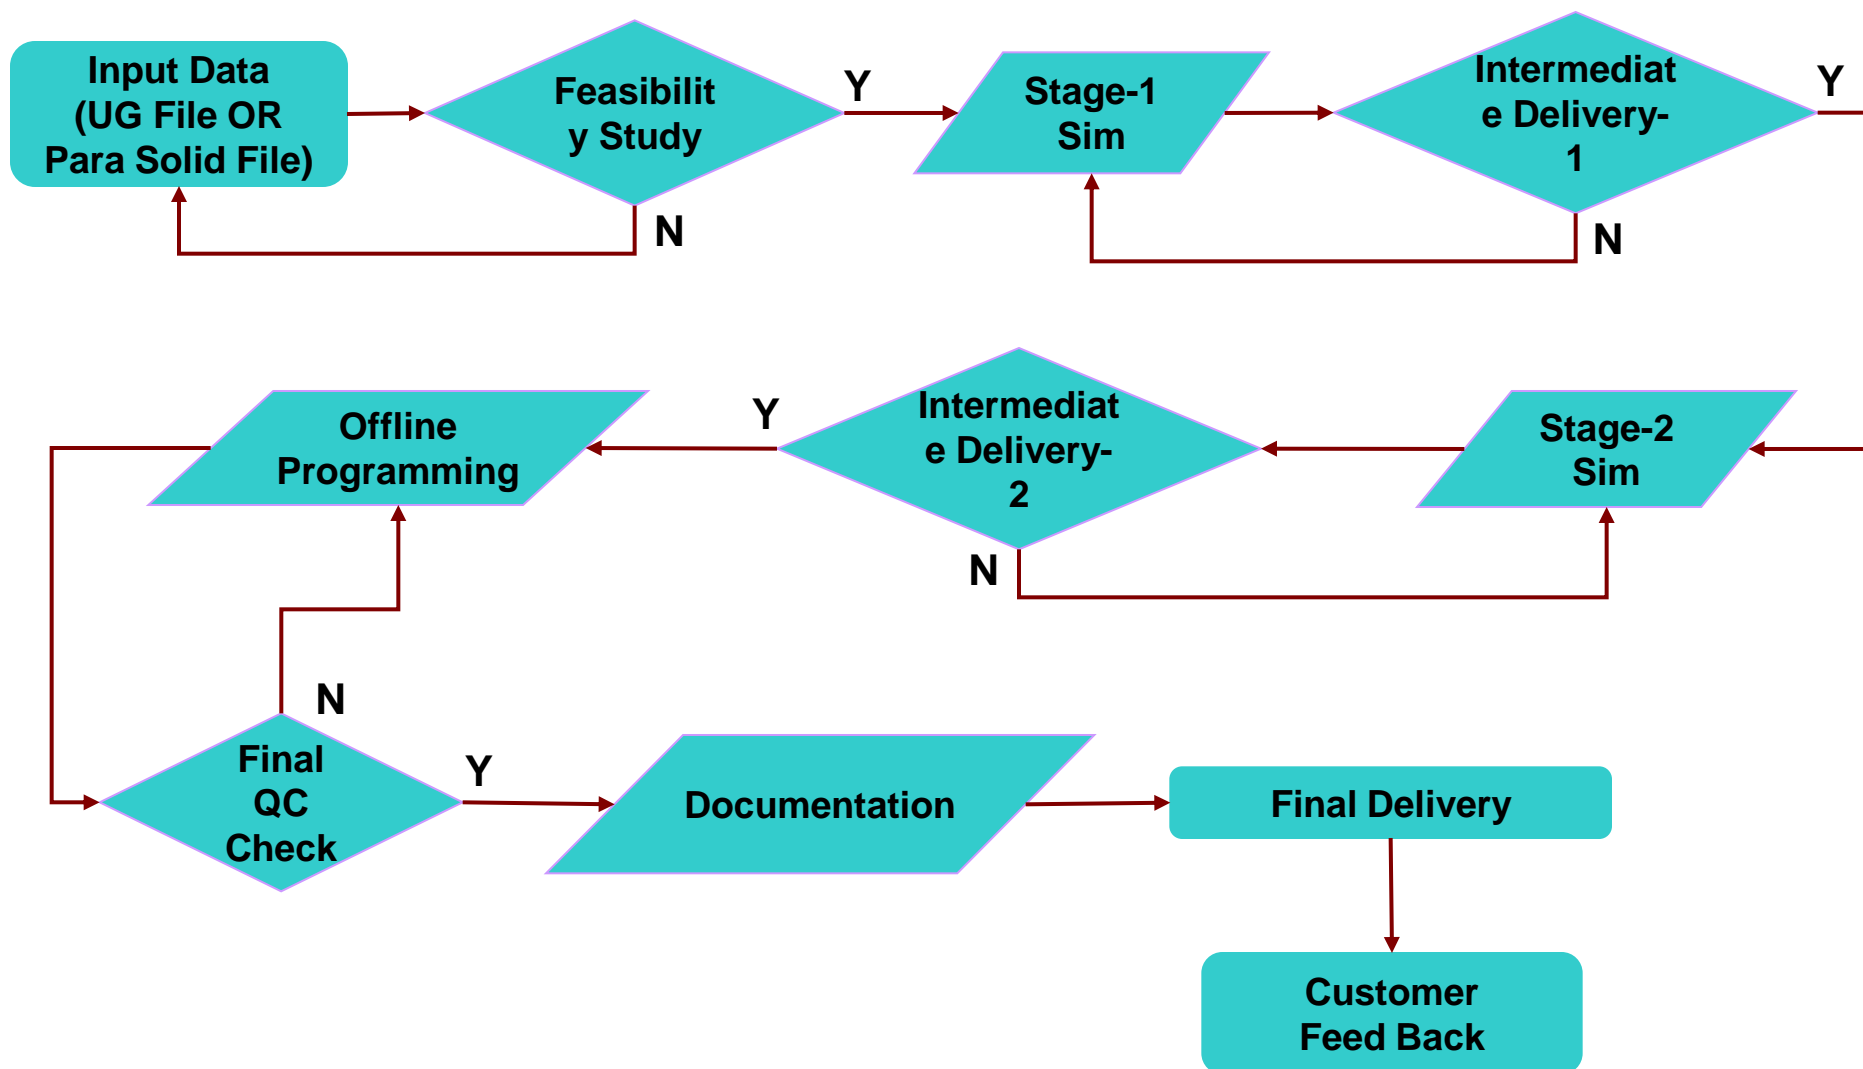 Input Data
(UG File OR
Para Solid File)
Feasibilit
y Study
Y
N
Stage-1
Sim
Intermediat
e Delivery-
1
Y
N
Stage-2
Sim
Intermediat
e Delivery-
2
Y
N
Offline
Programming
N
Final
QC
Check
Y
Documentation
Final Delivery
Customer
Feed Back